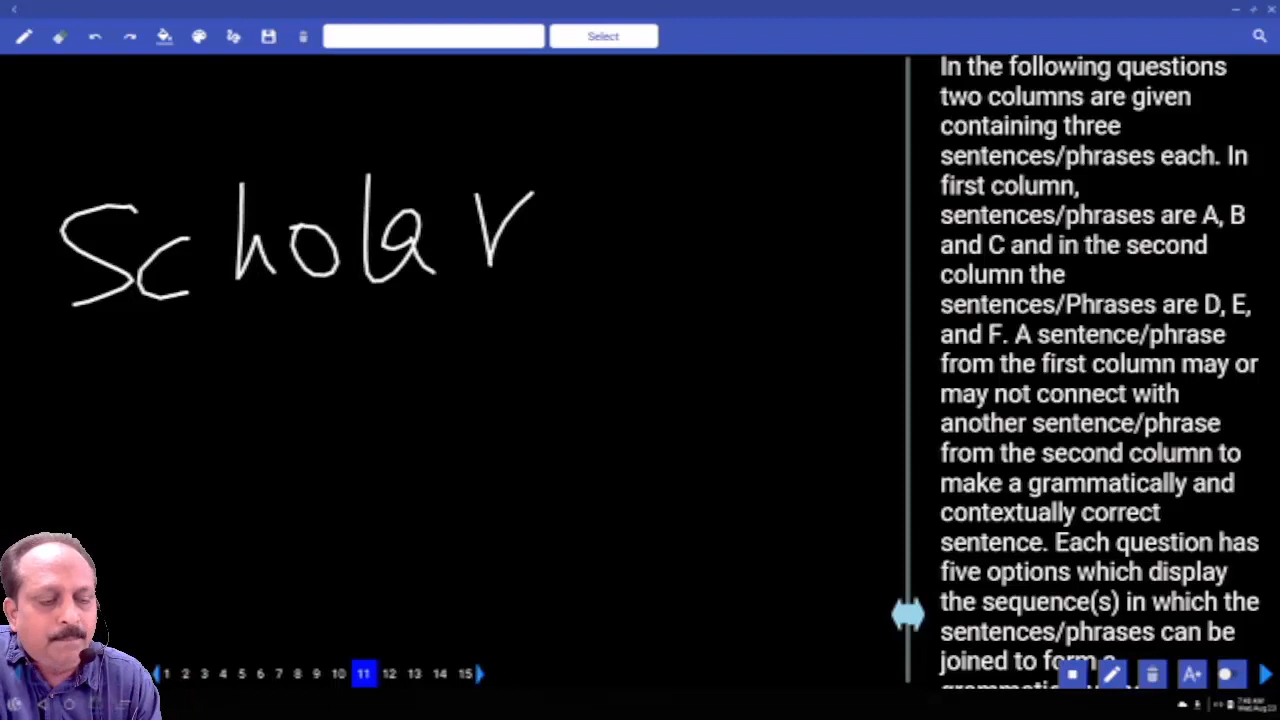 Select
Scholar
In the following questions
two columns are given
containing three
sentences/phrases each. In
first column,
sentences/phrases are A, B
and C and in the second
column the
sentences/Phrases are D, E,
and F. A sentence/phrase
from the first column may or
may not connect with
another sentence/phrase
from the second column to
make a grammatically and
contextually correct
sentence. Each question has
five options which display
the sequence(s) in which the
sentences/phrases can be
joined to form a
1 2 3 4 5 6 7 8 9 10 11 12 13 14 15
A+